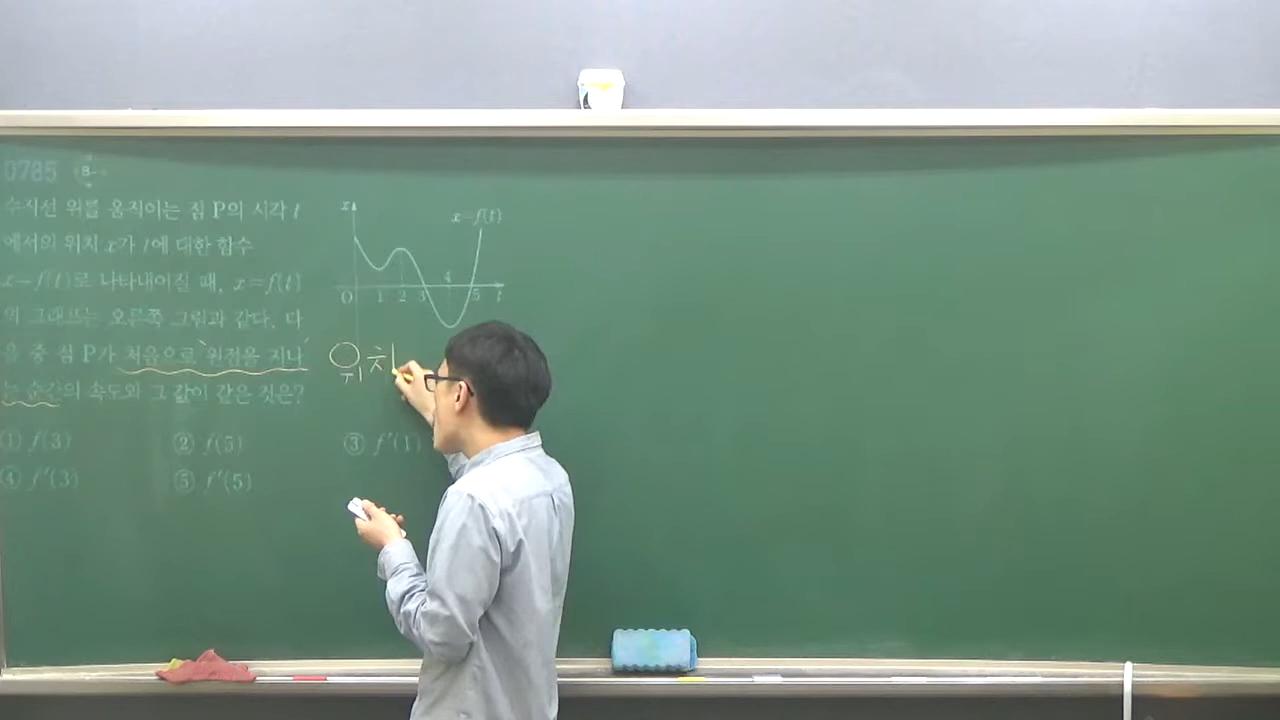 0785
수직선 위를 움직이는 점 P의 시각 t
에서의 위치 x가 t에 대한 함수
x=f(t)로 나타내어질 때, x=f(t)
의 그래프는 오른쪽 그림과 같다. 다
음 중 점 P가 처음으로 원점을 지나
는 순간의 속도와 그 값이 같은 것은?
x
x=f(t)
O 1 2 3 4 5 t
위치
① f(3) ② f(5) ③ f′(1)
④ f′(3) ⑤ f′(5)